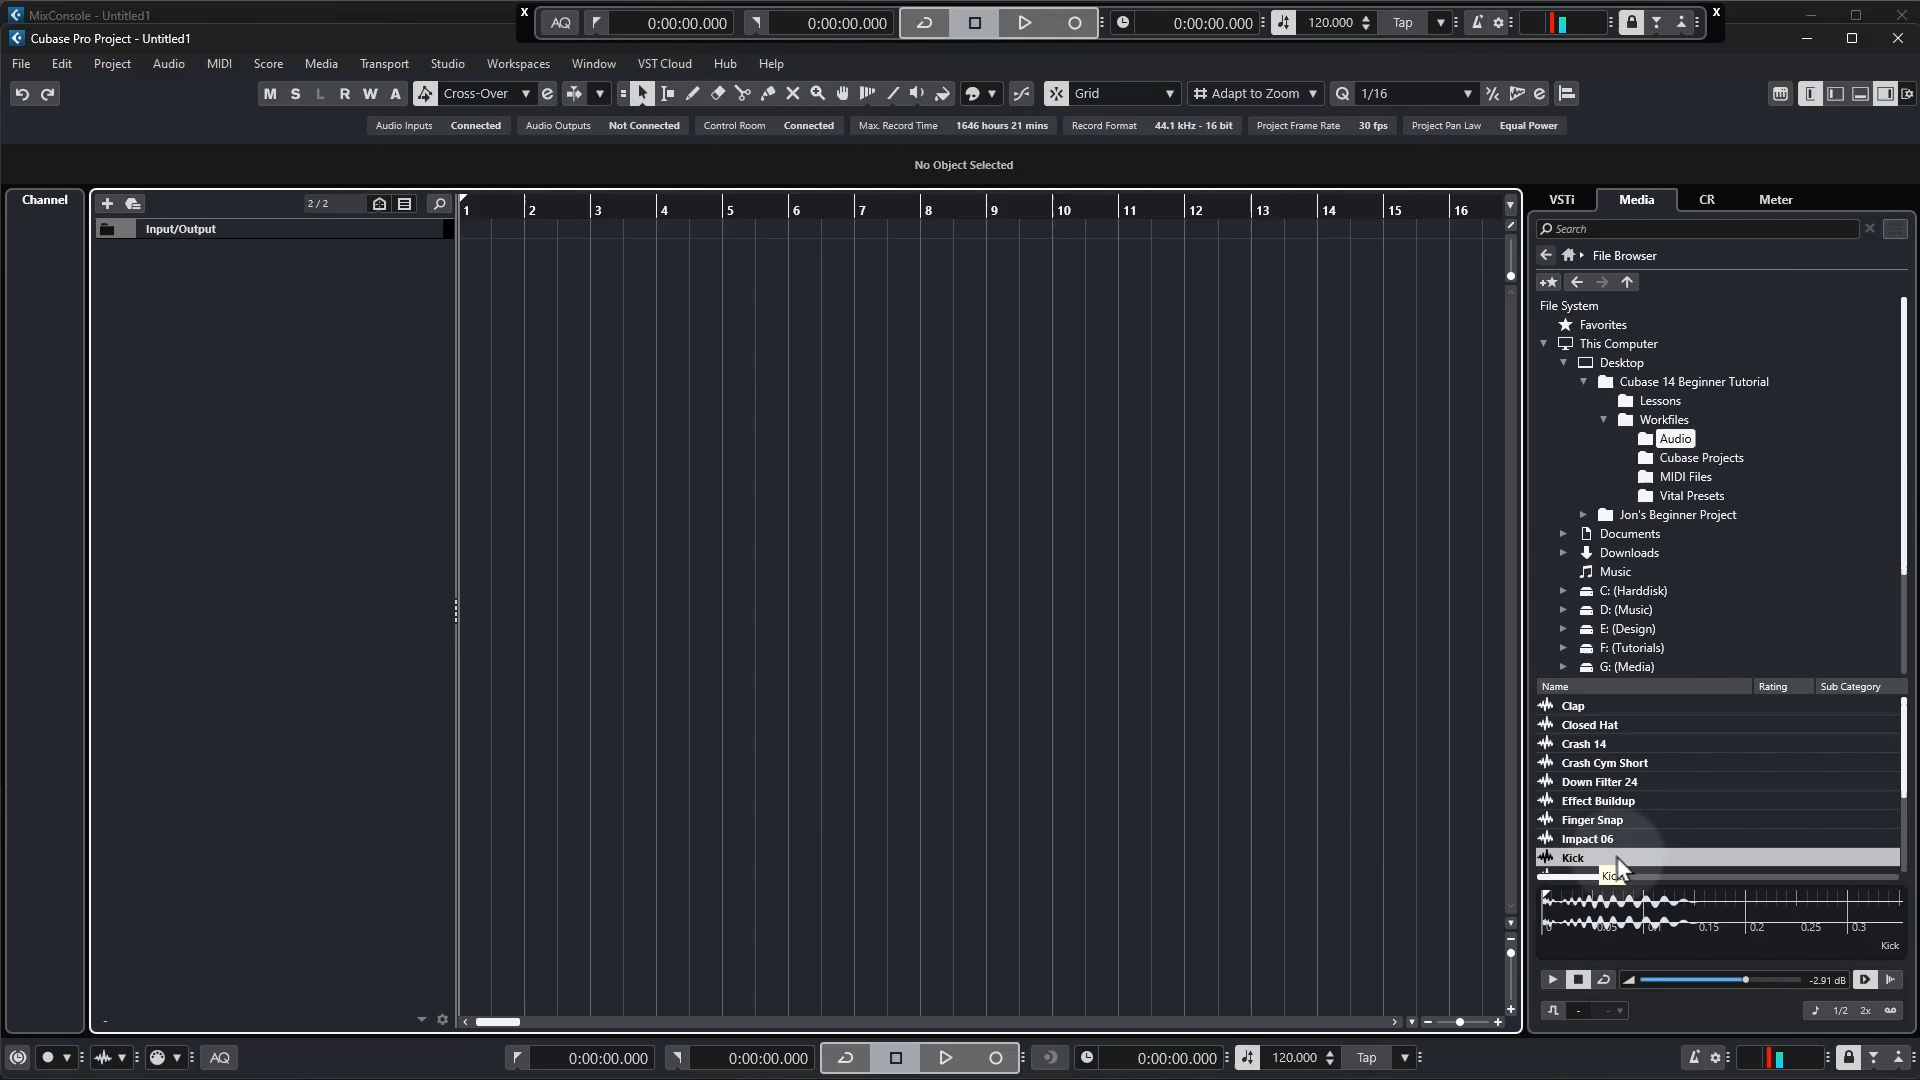 MixConsole - Untitled1
Cubase Pro Project - Untitled1
X AQ 0:00:00.000 0:00:00.000 0:00:00.000 120.000 Tap X
File Edit Project Audio MIDI Score Media Transport Studio Workspaces Window VST Cloud Hub Help
M S L R W A Cross-Over e Grid Adapt to Zoom Q 1/16 e
Audio Inputs Connected Audio Outputs Not Connected Control Room Connected Max. Record Time 1646 hours 21 mins Record Format 44.1 kHz - 16 bit Project Frame Rate 30 fps Project Pan Law Equal Power
No Object Selected
Channel
2 / 2
1 2 3 4 5 6 7 8 9 10 11 12 13 14 15 16
Input/Output
VSTi Media CR Meter
Search
File Browser
File System
Favorites
This Computer
Desktop
Cubase 14 Beginner Tutorial
Lessons
Workfiles
Audio
Cubase Projects
MIDI Files
Vital Presets
Jon's Beginner Project
Documents
Downloads
Music
C: (Harddisk)
D: (Music)
E: (Design)
F: (Tutorials)
G: (Media)
Name Rating Sub Category
Clap
Closed Hat
Crash 14
Crash Cym Short
Down Filter 24
Effect Buildup
Finger Snap
Impact 06
Kick
0 0.05 0.1 0.15 0.2 0.25 0.3
Kick
-2.91 dB
- - 1/2 2x
AQ 0:00:00.000 0:00:00.000 0:00:00.000 120.000 Tap